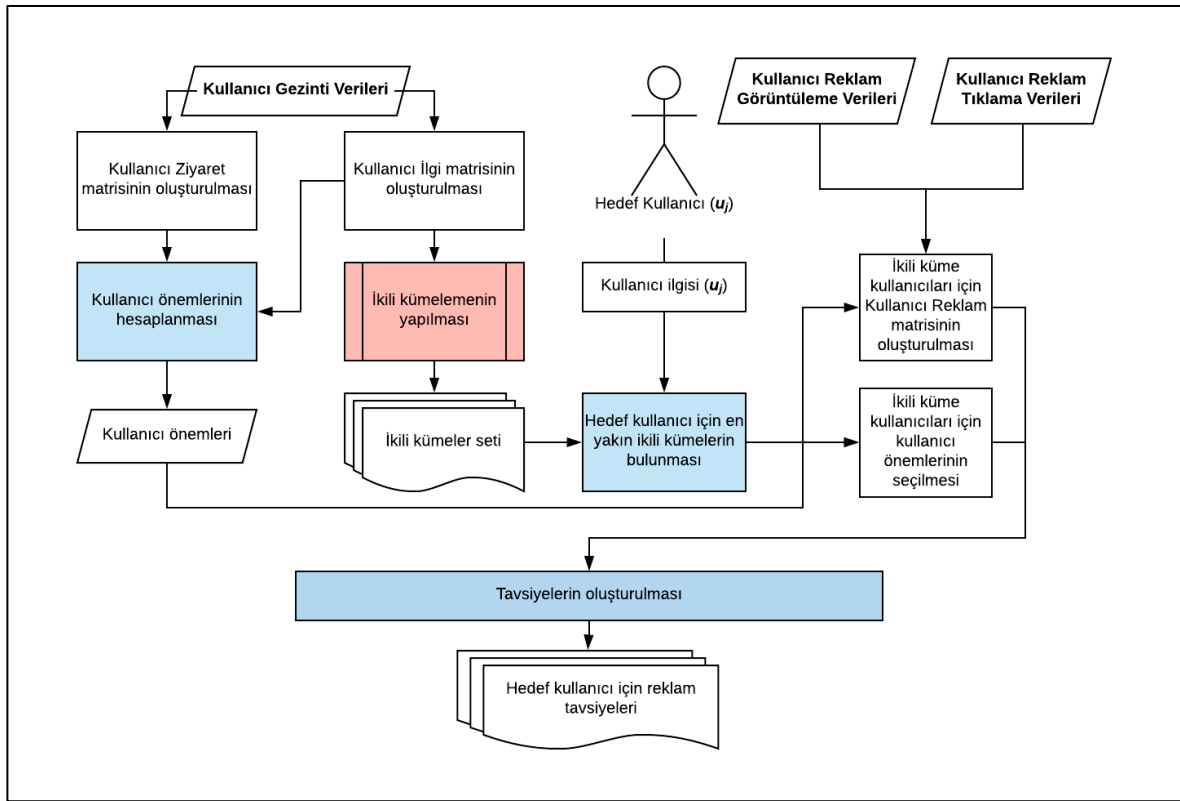 Kullanıcı Gezinti Verileri
Kullanıcı Reklam
Görüntüleme Verileri
Kullanıcı Reklam
Tıklama Verileri
Kullanıcı Ziyaret
matrisinin oluşturulması
Kullanıcı İlgi matrisinin
oluşturulması
Hedef Kullanıcı (uj)
Kullanıcı önemlerinin
hesaplanması
İkili kümelemenin
yapılması
Kullanıcı ilgisi (uj)
İkili küme
kullanıcıları için
Kullanıcı Reklam
matrisinin
oluşturulması
Kullanıcı önemleri
İkili kümeler seti
Hedef kullanıcı için en
yakın ikili kümelerin
bulunması
İkili küme
kullanıcıları için
kullanıcı
önemlerinin
seçilmesi
Tavsiyelerin oluşturulması
Hedef kullanıcı için reklam
tavsiyeleri